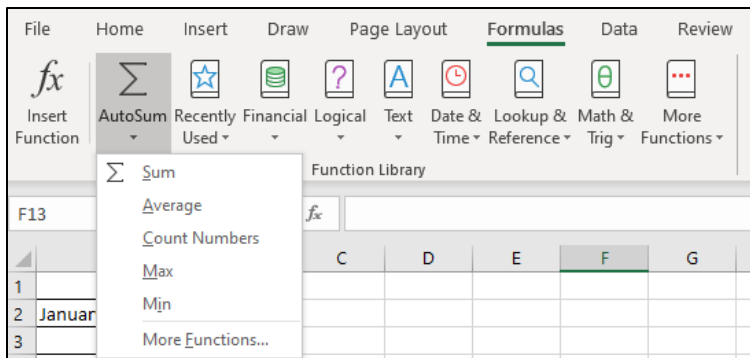 File Home Insert Draw Page Layout Formulas Data Review
fx Σ ? A θ
Insert AutoSum Recently Financial Logical Text Date & Lookup & Math & More
Function Used Time Reference Trig Functions
Σ Sum Function Library
Average
F13 fx
Count Numbers
C D E F G
Max
1
Min
2 Januar
3 More Functions...